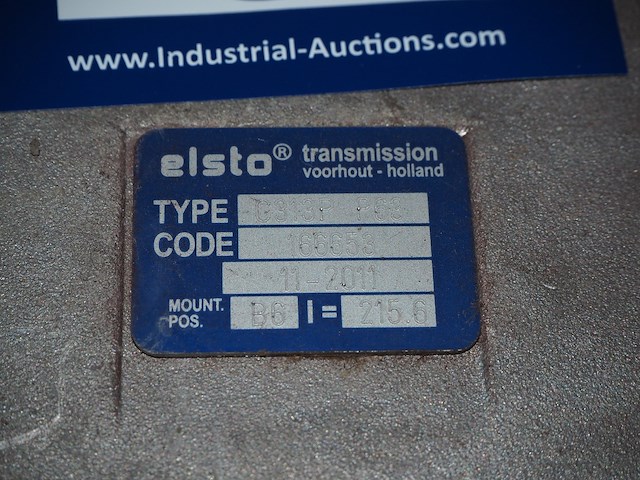 www.Industrial-Auctions.com
elsto® transmission
voorhout - holland
TYPE
CODE
11-2011
MOUNT. POS. B6 I = 215.6